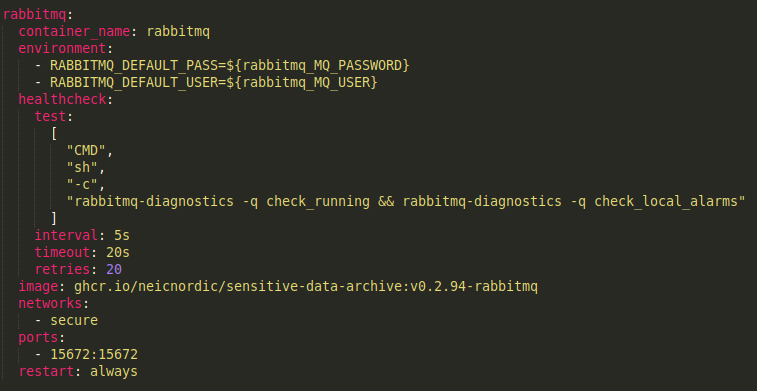 rabbitmq:
  container_name: rabbitmq
  environment:
    - RABBITMQ_DEFAULT_PASS=${rabbitmq_MQ_PASSWORD}
    - RABBITMQ_DEFAULT_USER=${rabbitmq_MQ_USER}
  healthcheck:
    test:
      [
        "CMD",
        "sh",
        "-c",
        "rabbitmq-diagnostics -q check_running && rabbitmq-diagnostics -q check_local_alarms"
      ]
    interval: 5s
    timeout: 20s
    retries: 20
  image: ghcr.io/neicnordic/sensitive-data-archive:v0.2.94-rabbitmq
  networks:
    - secure
  ports:
    - 15672:15672
  restart: always